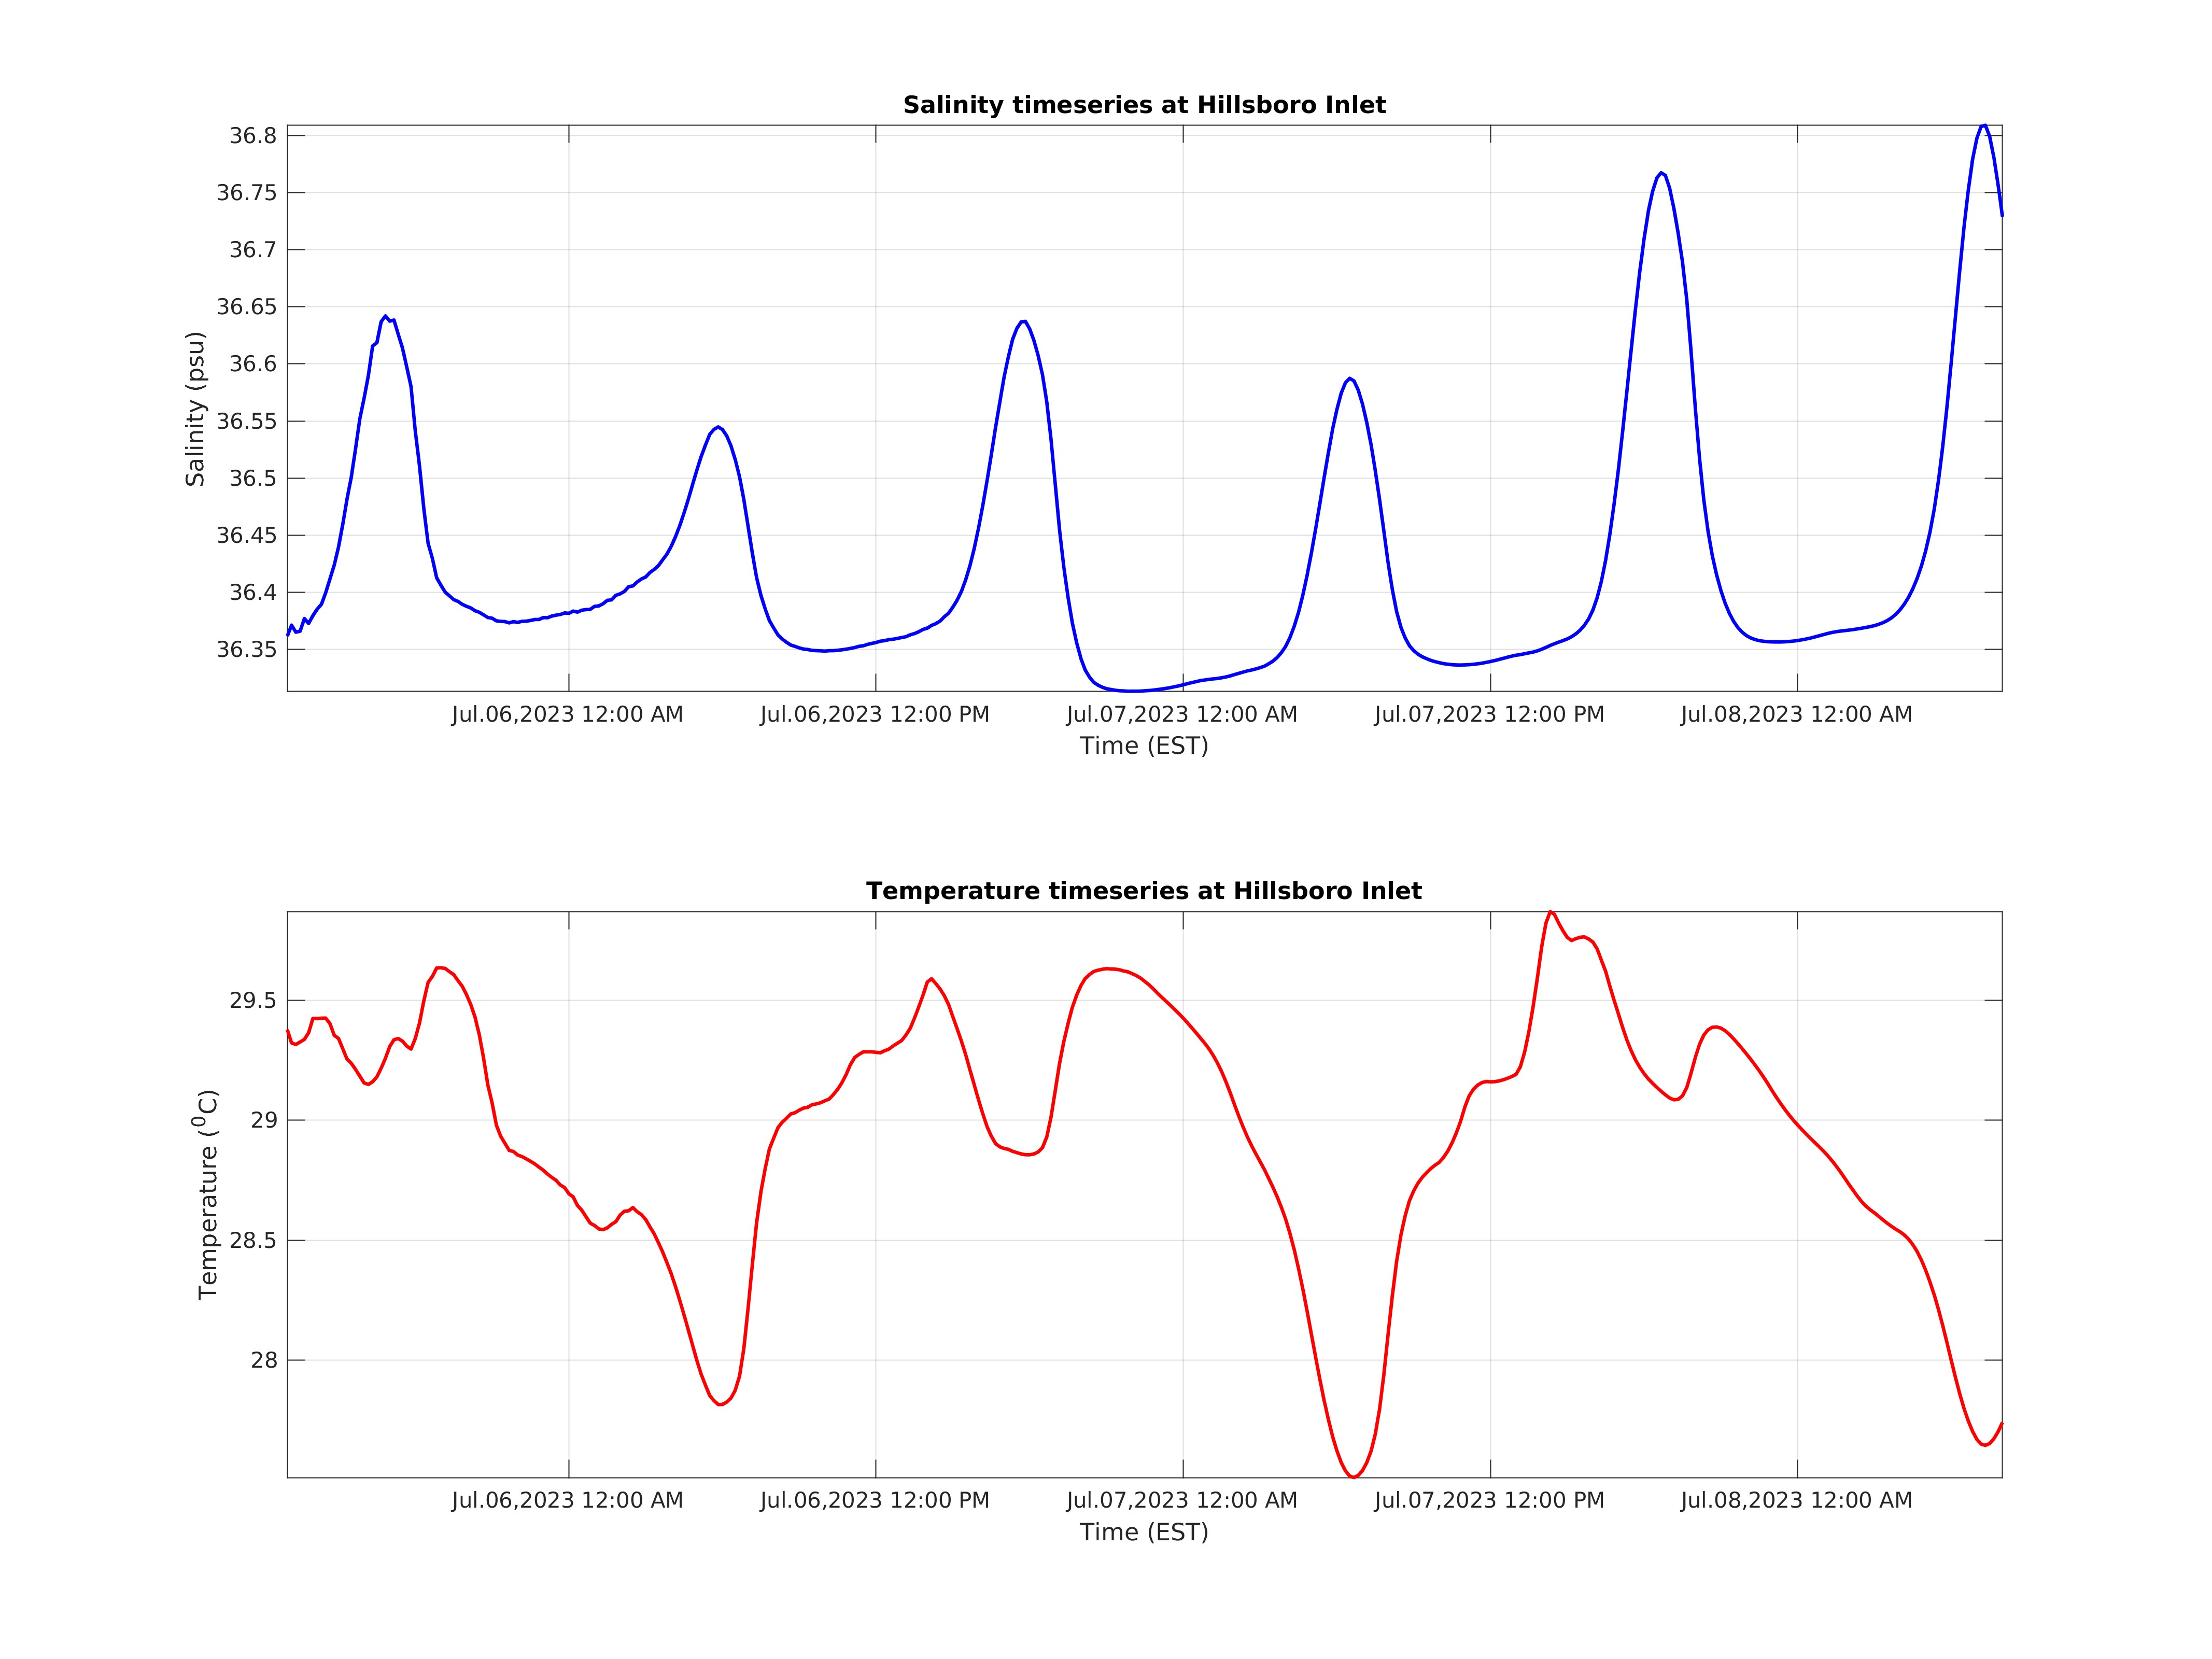 Salinity timeseries at Hillsboro Inlet
36.8
36.75
36.7
36.65
36.6
36.55
36.5
36.45
36.4
36.35
Salinity (psu)
Jul.06,2023 12:00 AM Jul.06,2023 12:00 PM Jul.07,2023 12:00 AM Jul.07,2023 12:00 PM Jul.08,2023 12:00 AM
Time (EST)
Temperature timeseries at Hillsboro Inlet
29.5
29
28.5
28
Temperature (⁰C)
Jul.06,2023 12:00 AM Jul.06,2023 12:00 PM Jul.07,2023 12:00 AM Jul.07,2023 12:00 PM Jul.08,2023 12:00 AM
Time (EST)